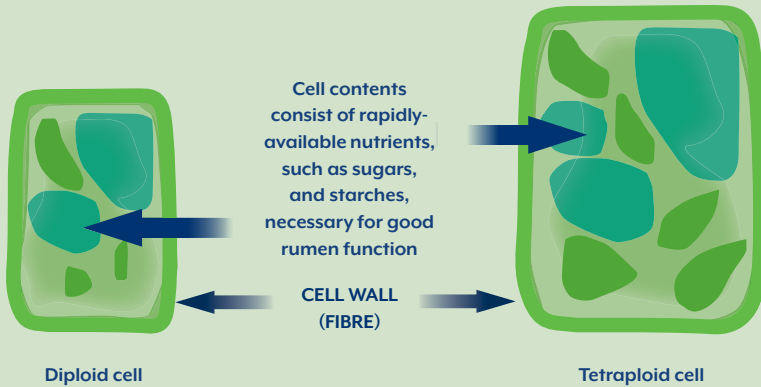 Cell contents
consist of rapidly-
available nutrients,
such as sugars,
and starches,
necessary for good
rumen function
CELL WALL
(FIBRE)
Diploid cell
Tetraploid cell